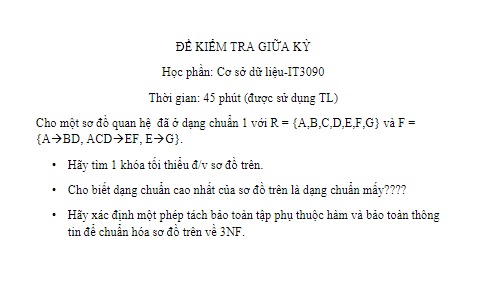 ĐỀ KIỂM TRA GIỮA KỲ
Học phần: Cơ sở dữ liệu-IT3090
Thời gian: 45 phút (được sử dụng TL)
Cho một sơ đồ quan hệ đã ở dạng chuẩn 1 với R = {A,B,C,D,E,F,G} và F =
{A→BD, ACD→EF, E→G}.
• Hãy tìm 1 khóa tối thiểu đ/v sơ đồ trên.
• Cho biết dạng chuẩn cao nhất của sơ đồ trên là dạng chuẩn mấy????
• Hãy xác định một phép tách bảo toàn tập phụ thuộc hàm và bảo toàn thông
tin để chuẩn hóa sơ đồ trên về 3NF.